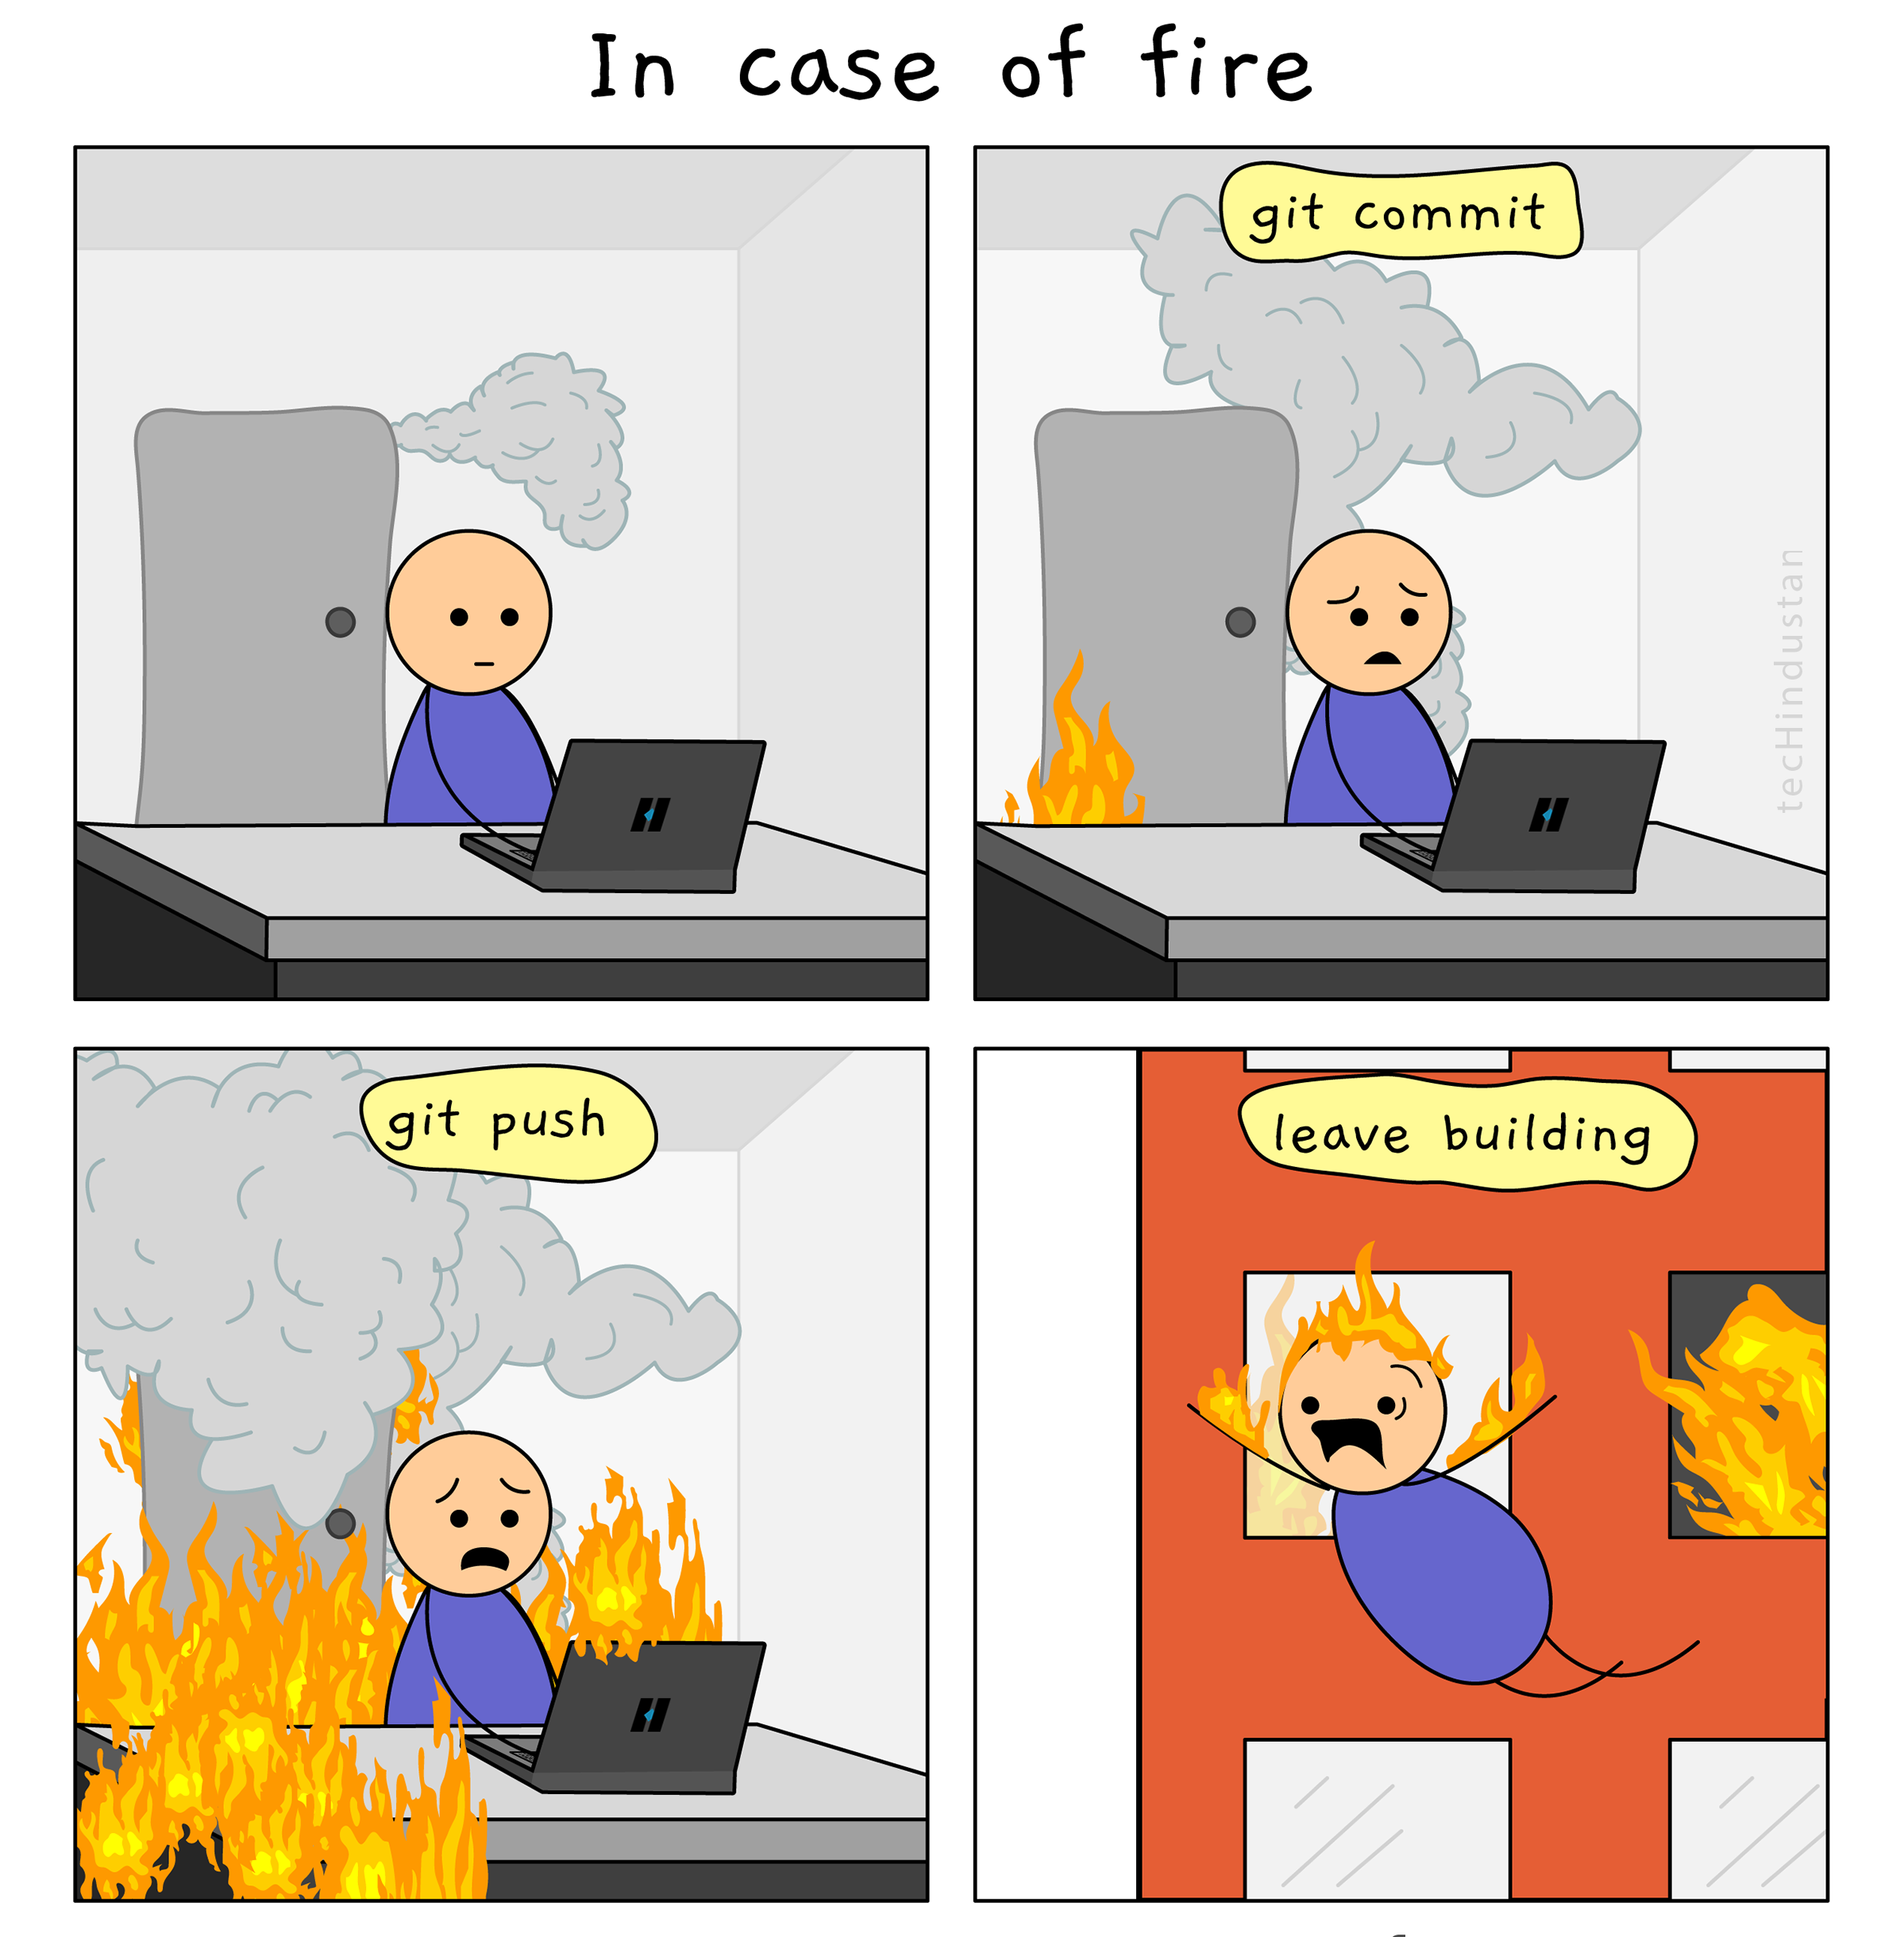 In case of fire
git commit
tecHindustan
git push
leave building